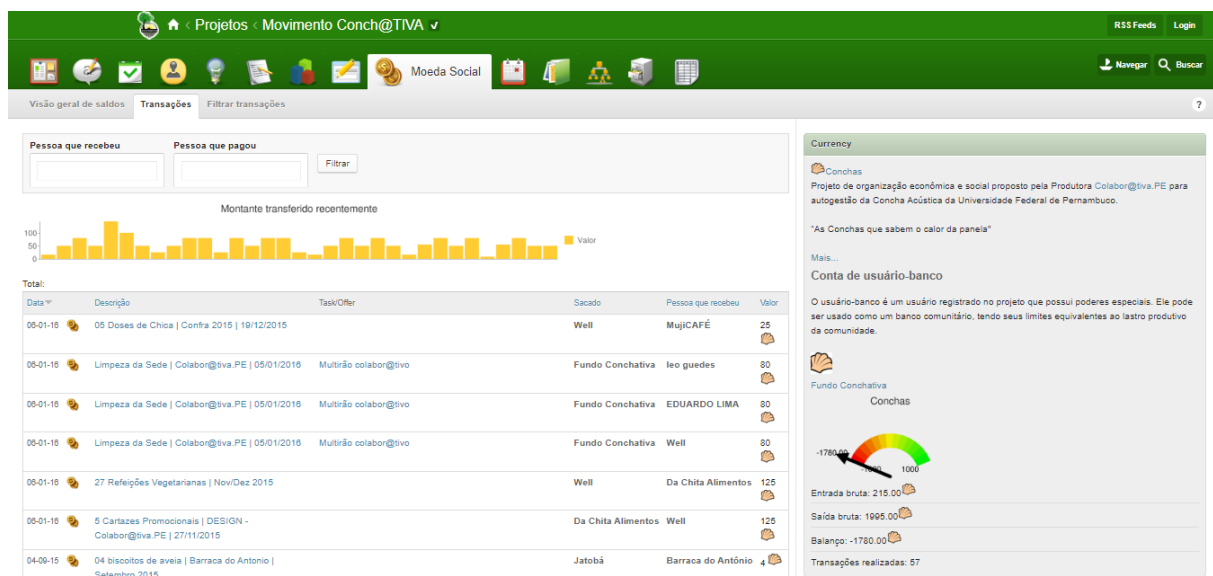 Projetos ‹ Movimento Conch@TIVA
RSS Feeds Login
Moeda Social
Navegar Buscar
Visão geral de saldos Transações Filtrar transações ?
Pessoa que recebeu Pessoa que pagou
Filtrar
Montante transferido recentemente
100
50
0
Valor
Total:
Data Descrição Task/Offer Sacado Pessoa que recebeu Valor
06-01-16 05 Doses de Chica | Confra 2015 | 19/12/2015 Well MujiCAFÉ 25
06-01-16 Limpeza da Sede | Colabor@tiva.PE | 05/01/2016 Multirão colabor@tivo Fundo Conchativa leo guedes 80
06-01-16 Limpeza da Sede | Colabor@tiva.PE | 05/01/2016 Multirão colabor@tivo Fundo Conchativa EDUARDO LIMA 80
06-01-16 Limpeza da Sede | Colabor@tiva.PE | 05/01/2016 Multirão colabor@tivo Fundo Conchativa Well 80
06-01-16 27 Refeições Vegetarianas | Nov/Dez 2015 Well Da Chita Alimentos 125
06-01-16 5 Cartazes Promocionais | DESIGN - Da Chita Alimentos Well 125
Colabor@tiva.PE | 27/11/2015
04-09-15 04 biscoitos de aveia | Barraca do Antonio | Jatobá Barraca do Antônio 4
Setembro 2015
Currency
Conchas
Projeto de organização econômica e social proposto pela Produtora Colabor@tiva.PE para
autogestão da Concha Acústica da Universidade Federal de Pernambuco.
"As Conchas que sabem o calor da panela"
Mais...
Conta de usuário-banco
O usuário-banco é um usuário registrado no projeto que possui poderes especiais. Ele pode
ser usado como um banco comunitário, tendo seus limites equivalentes ao lastro produtivo
da comunidade.
Fundo Conchativa
Conchas
-1780.00
1000
Entrada bruta: 215.00
Saída bruta: 1995.00
Balanço: -1780.00
Transações realizadas: 57